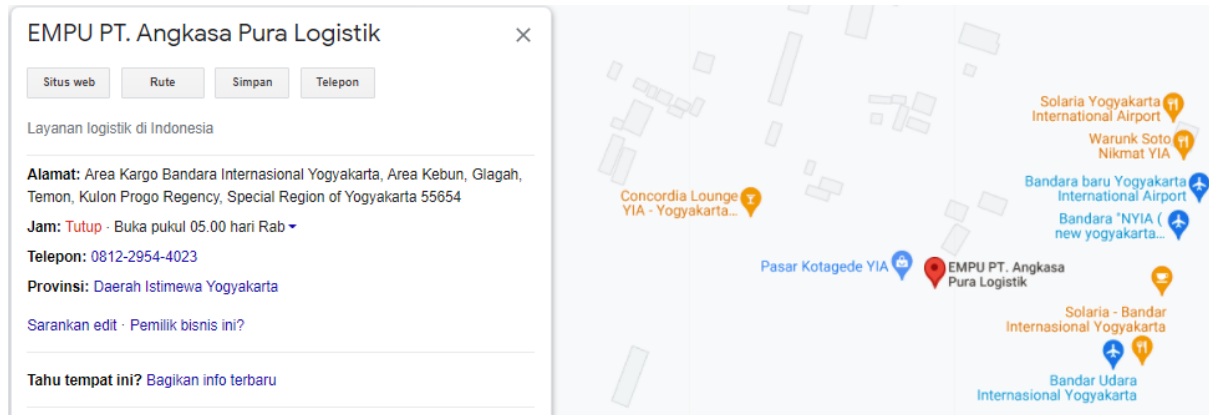 EMPU PT. Angkasa Pura Logistik
Situs web
Rute
Simpan
Telepon
Layanan logistik di Indonesia
Alamat: Area Kargo Bandara Internasional Yogyakarta, Area Kebun, Glagah,
Temon, Kulon Progo Regency, Special Region of Yogyakarta 55654
Jam: Tutup · Buka pukul 05.00 hari Rab
Telepon: 0812-2954-4023
Provinsi: Daerah Istimewa Yogyakarta
Sarankan edit · Pemilik bisnis ini?
Tahu tempat ini? Bagikan info terbaru
Solaria Yogyakarta
International Airport
Warunk Soto
Nikmat YIA
Concordia Lounge
YIA - Yogyakarta...
Bandara baru Yogyakarta
International Airport
Bandara "NYIA (
new yogyakarta...
Pasar Kotagede YIA
EMPU PT. Angkasa
Pura Logistik
Solaria - Bandar
Internasional Yogyakarta
Bandar Udara
Internasional Yogyakarta